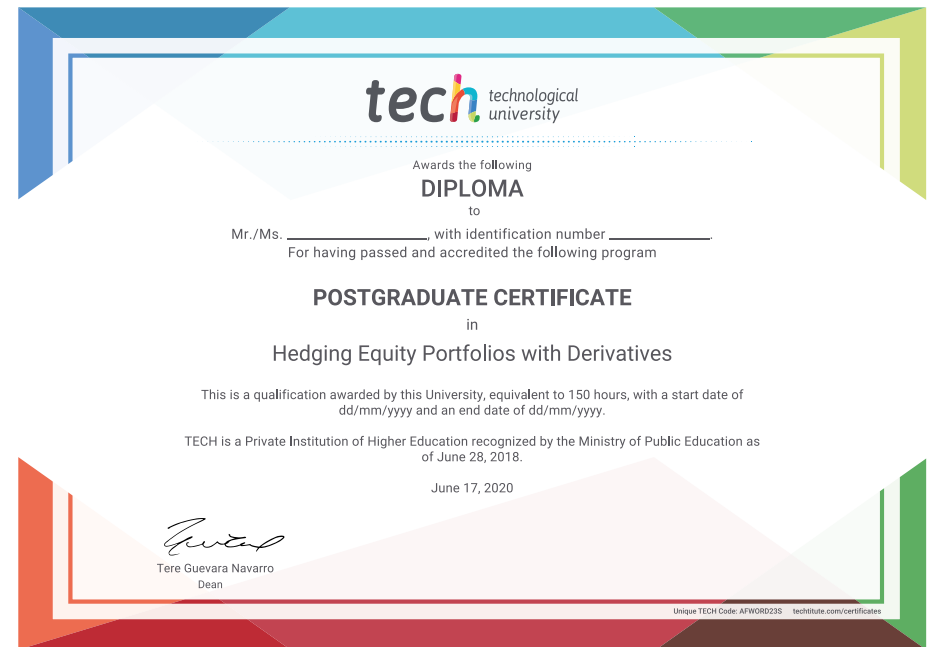 tech technological
university
Awards the following
DIPLOMA
to
Mr./Ms. ____________________, with identification number ______________.
For having passed and accredited the following program
POSTGRADUATE CERTIFICATE
in
Hedging Equity Portfolios with Derivatives
This is a qualification awarded by this University, equivalent to 150 hours, with a start date of
dd/mm/yyyy and an end date of dd/mm/yyyy.
TECH is a Private Institution of Higher Education recognized by the Ministry of Public Education as
of June 28, 2018.
June 17, 2020
Tere Guevara Navarro
Dean
Unique TECH Code: AFWORD23S techtitute.com/certificates